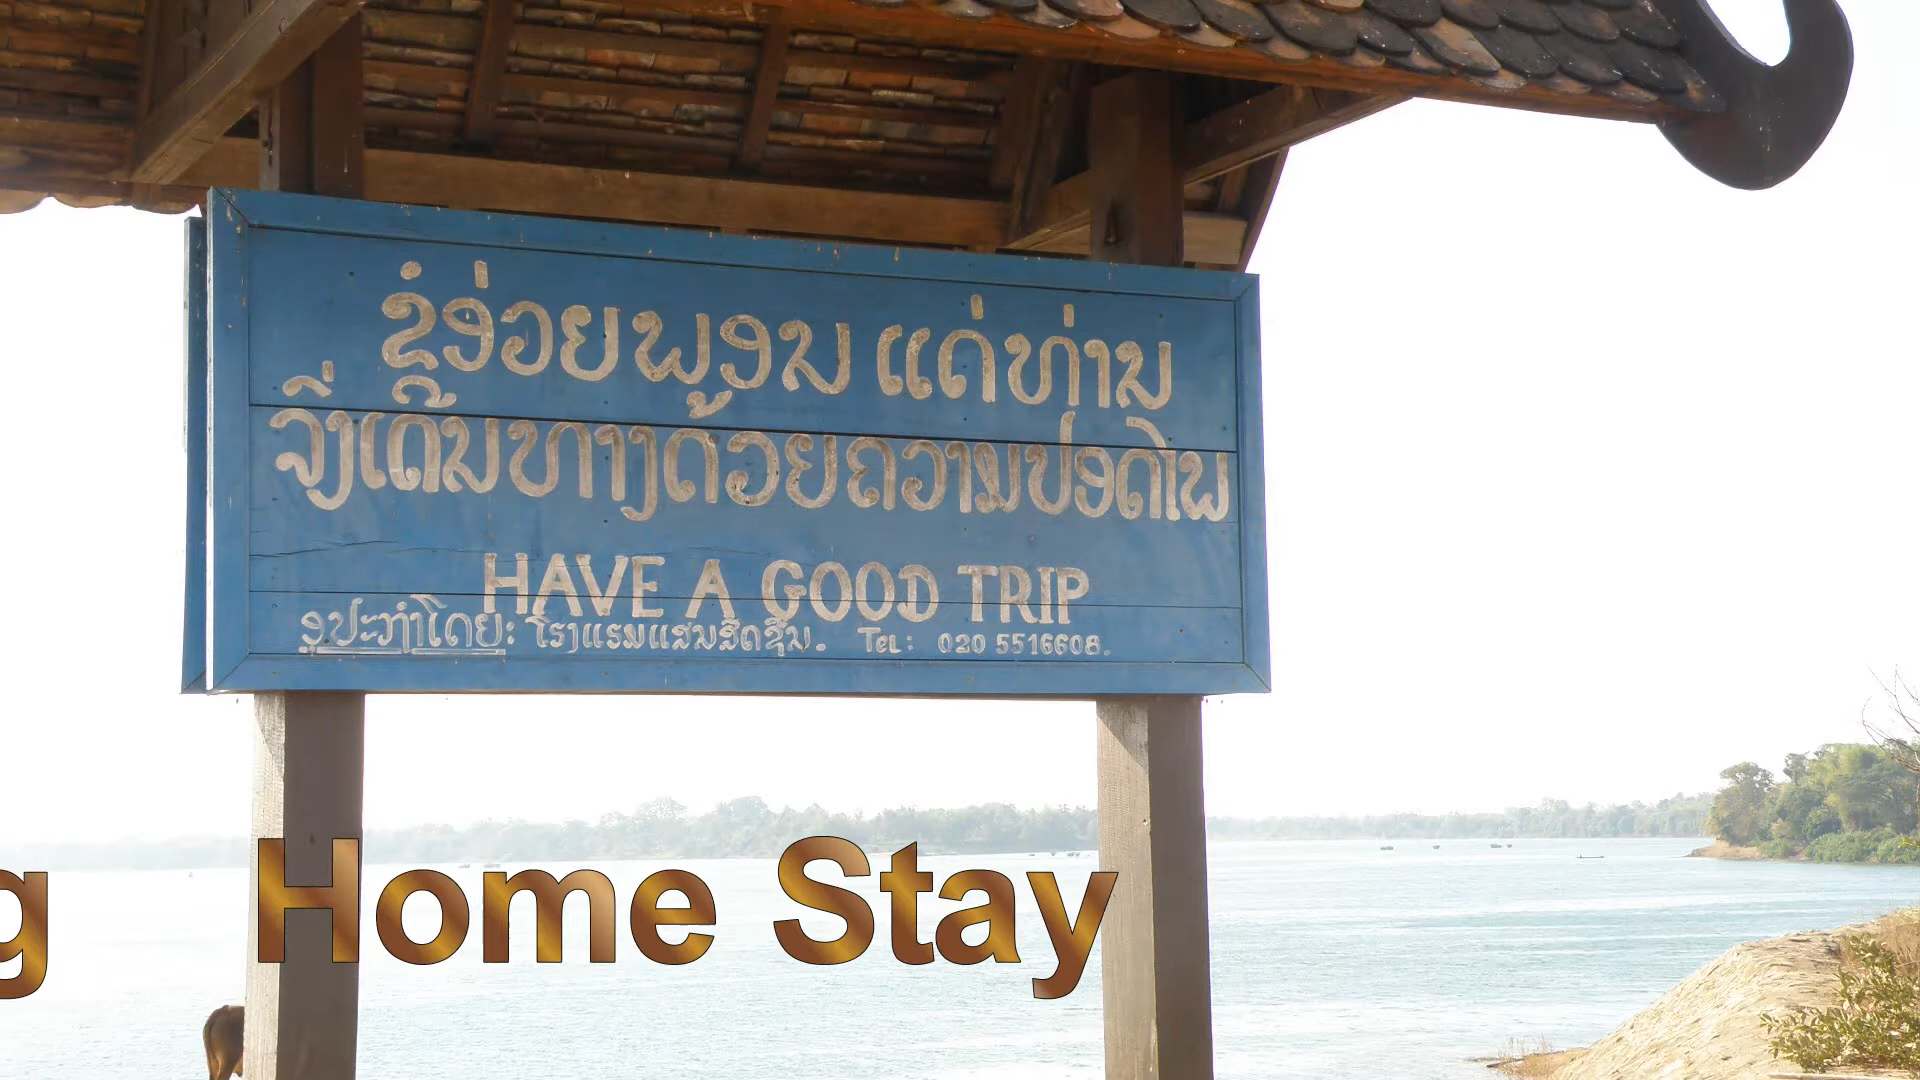 ຂໍອ່ວຍພອນ ແດ່ທ່ານ
ຈົ່ງເດີນທາງດ້ວຍຄວາມປອດໄພ
HAVE A GOOD TRIP
ອຸປະກຳໂດຍ: ໂຮງແຮມແສນສີດຊຶນ. Tel: 020 5516608.
g Home Stay